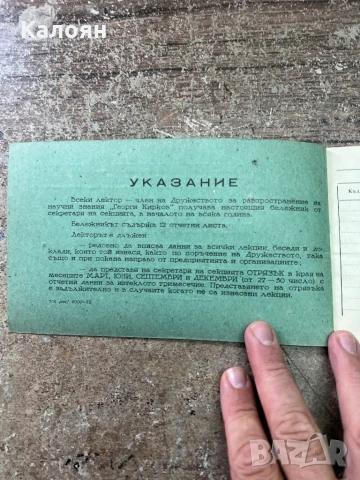 Калоян
УКАЗАНИЕ
Всеки лектор — член на Дружеството за разпространение на
научни знания „Георги Кирков" получава настоящия бележник от
секретаря на секцията, в началото на всяка година.
Бележникът съдържа 12 отчетни листа.
Лекторът е длъжен
— редовно да вписва данни за всички лекции, беседи и до-
клади, които той изнася, както по поръчение на Дружеството, така
също и при покана направо от предприятията и организациите;
— да представя на секретаря на секцията ОТРЯЗЪК в края на
месеците МАРТ, ЮНИ, СЕПТЕМВРИ и ДЕКЕМВРИ (от 27—30 число) с
отчетни данни за изтеклото тримесечие. Представянето на отрязъка
е задължително и в случаите когато не са изнасяни лекции.
BAZAR